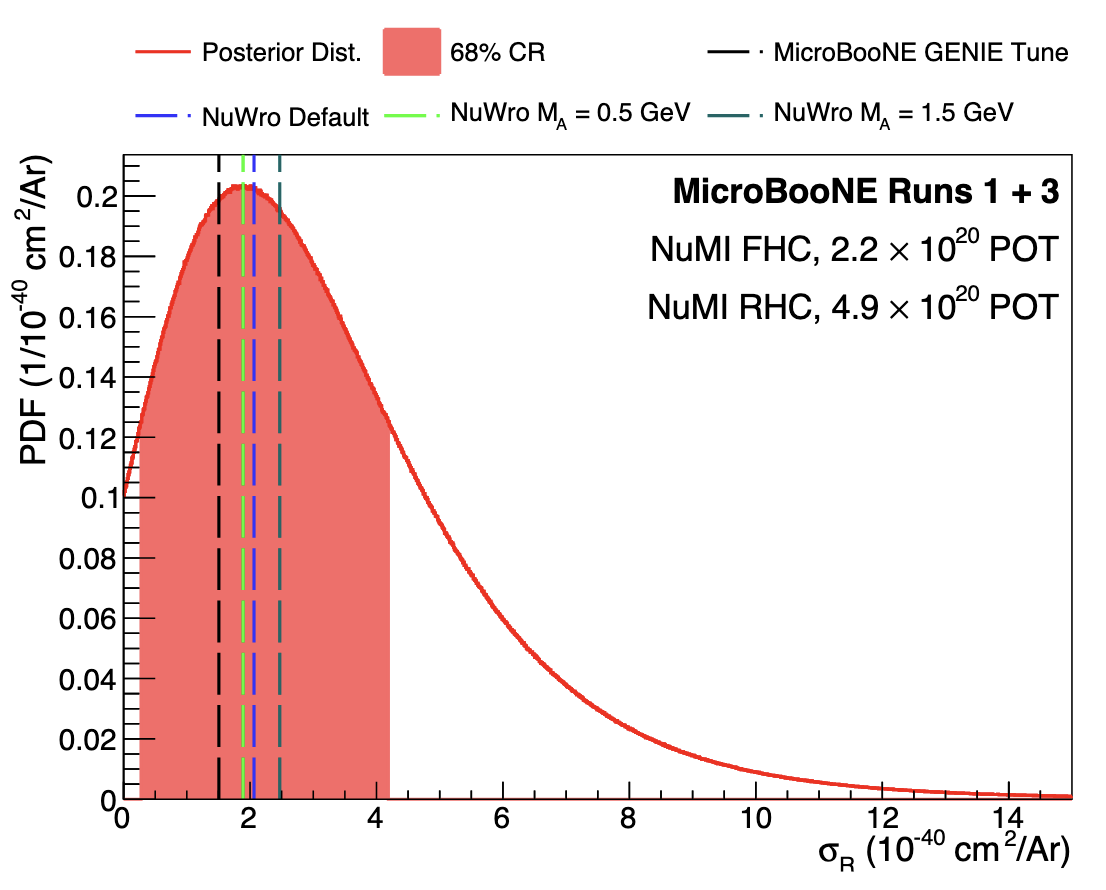 Posterior Dist. 68% CR MicroBooNE GENIE Tune
NuWro Default NuWro M_A = 0.5 GeV NuWro M_A = 1.5 GeV
MicroBooNE Runs 1 + 3
NuMI FHC, 2.2 × 10^20 POT
NuMI RHC, 4.9 × 10^20 POT
PDF (1/10^-40 cm^2/Ar)
0.2
0.18
0.16
0.14
0.12
0.1
0.08
0.06
0.04
0.02
0
0 2 4 6 8 10 12 14
σ_R (10^-40 cm^2/Ar)